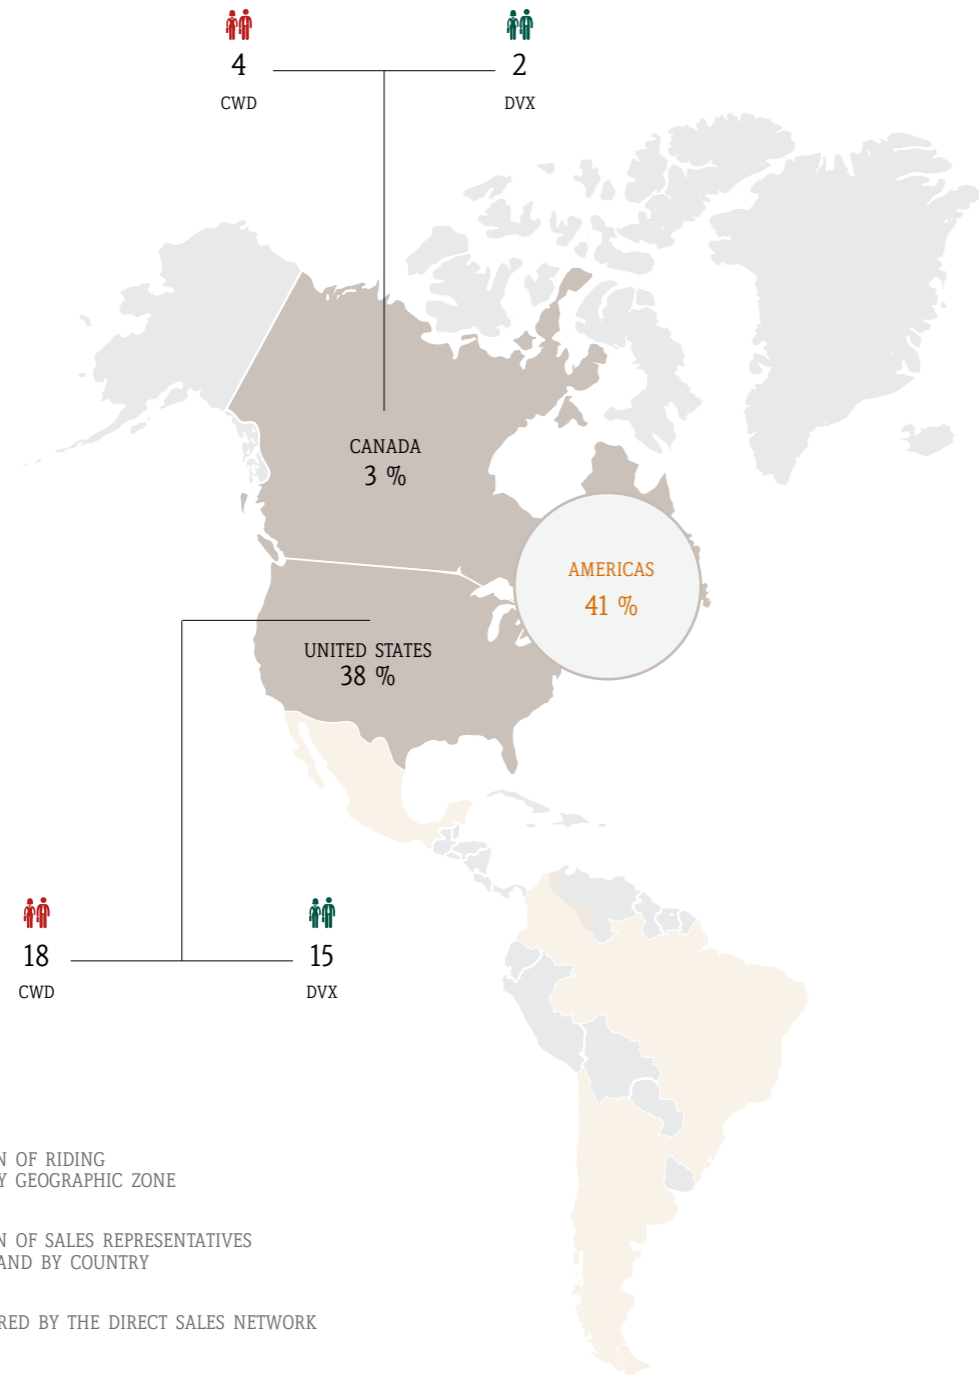 4
2
CWD
DVX
CANADA
3 %
AMERICAS
41 %
UNITED STATES
38 %
18
15
CWD
DVX
N OF RIDING
Y GEOGRAPHIC ZONE
N OF SALES REPRESENTATIVES
AND BY COUNTRY
RED BY THE DIRECT SALES NETWORK